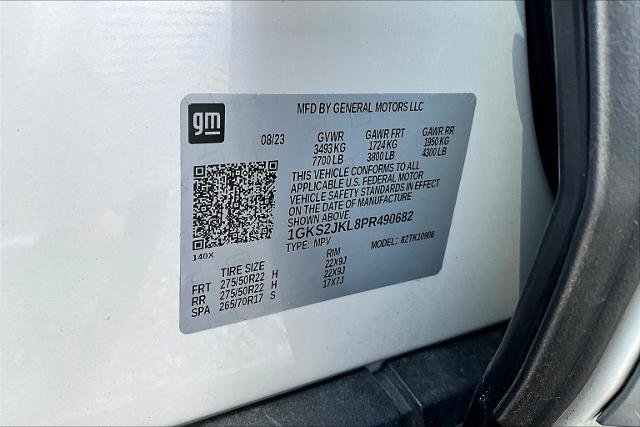 gm
MFD BY GENERAL MOTORS LLC
08/23 GVWR GAWR FRT GAWR RR
3493 KG 1724 KG 1950 KG
7700 LB 3800 LB 4300 LB
THIS VEHICLE CONFORMS TO ALL
APPLICABLE U.S. FEDERAL MOTOR
VEHICLE SAFETY STANDARDS IN EFFECT
ON THE DATE OF MANUFACTURE
SHOWN ABOVE.
1GKS2JKL8PR490682
TYPE: MPV MODEL: 82TK10906
140X
TIRE SIZE RIM
FRT 275/50R22 H 22X9J
RR 275/50R22 H 22X9J
SPA 265/70R17 S 17X7J